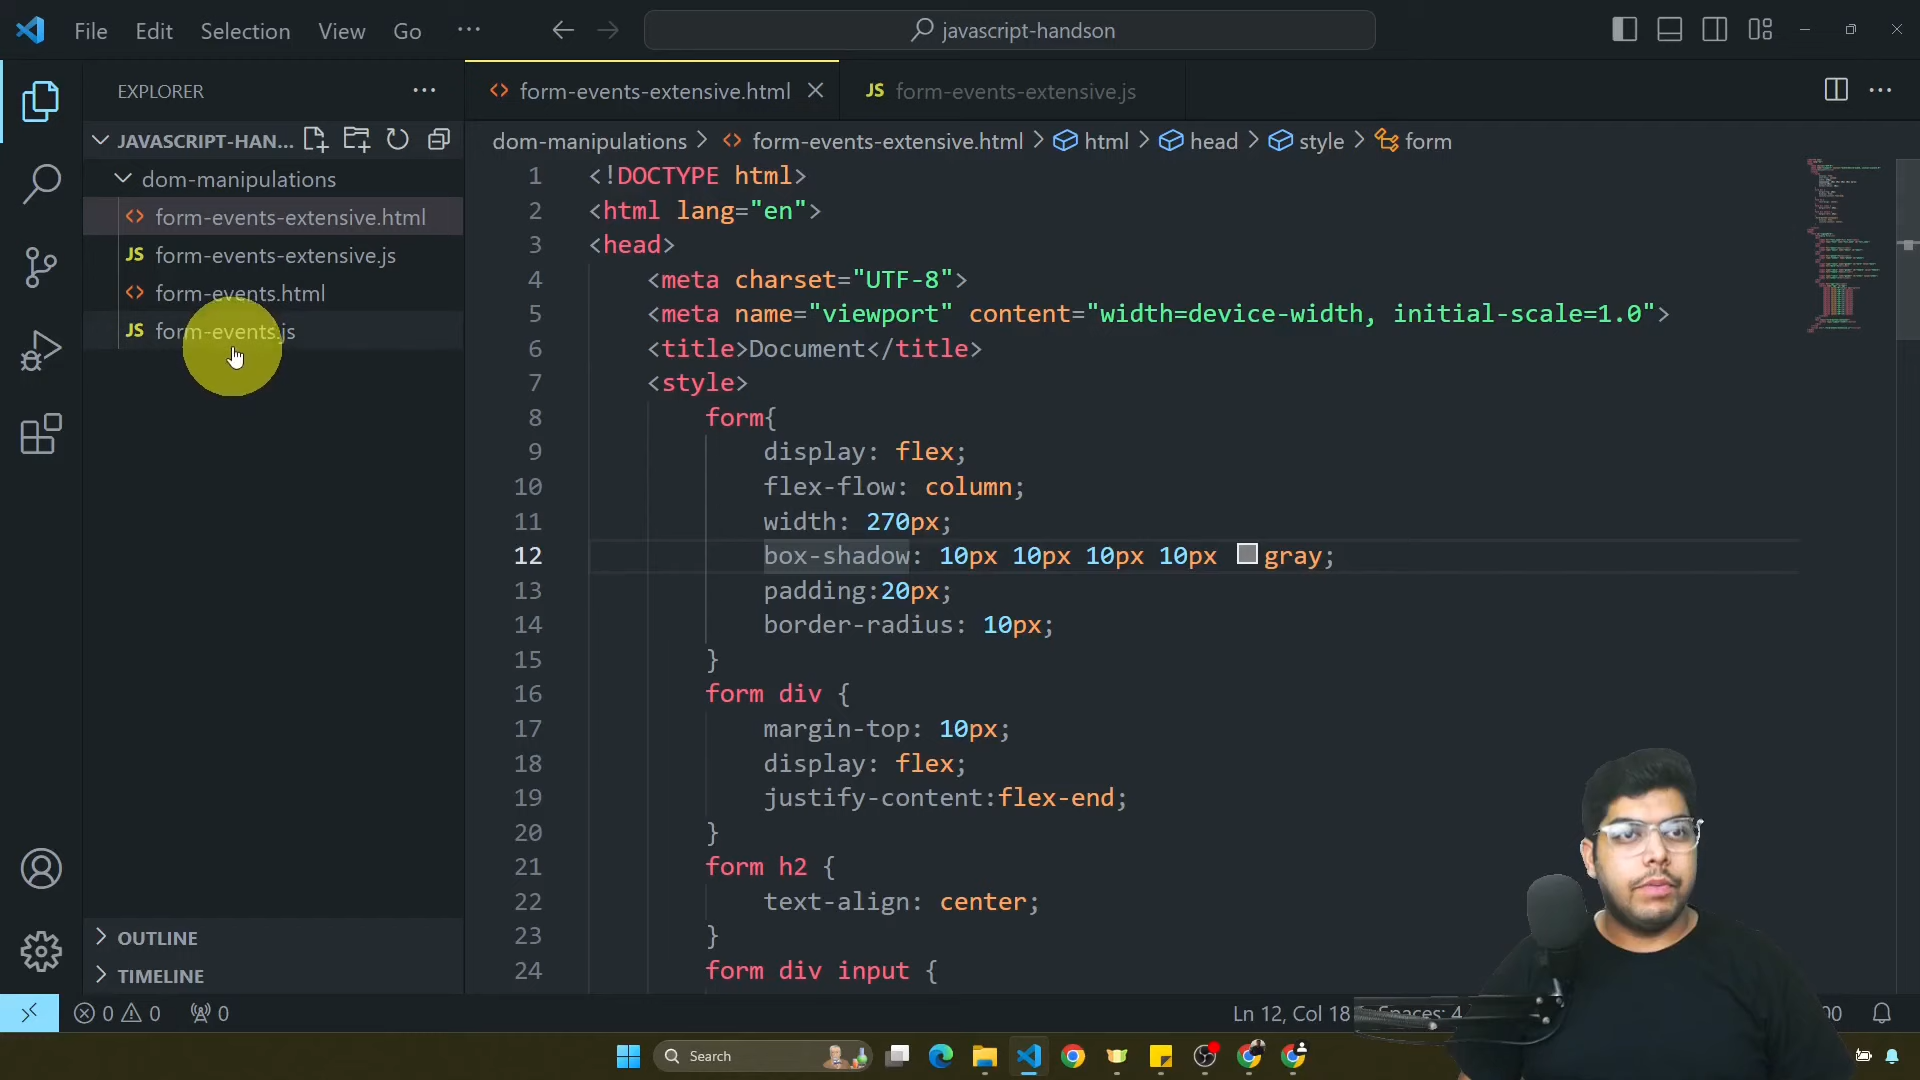 File Edit Selection View Go ··· javascript-handson
EXPLORER
JAVASCRIPT-HAN...
dom-manipulations
form-events-extensive.html
JS form-events-extensive.js
form-events.html
JS form-events.js
OUTLINE
TIMELINE
form-events-extensive.html
JS form-events-extensive.js
dom-manipulations > form-events-extensive.html > html > head > style > form
1 <!DOCTYPE html>
2 <html lang="en">
3 <head>
4 <meta charset="UTF-8">
5 <meta name="viewport" content="width=device-width, initial-scale=1.0">
6 <title>Document</title>
7 <style>
8 form{
9 display: flex;
10 flex-flow: column;
11 width: 270px;
12 box-shadow: 10px 10px 10px 10px gray;
13 padding:20px;
14 border-radius: 10px;
15 }
16 form div {
17 margin-top: 10px;
18 display: flex;
19 justify-content:flex-end;
20 }
21 form h2 {
22 text-align: center;
23 }
24 form div input {
0 0 0 Ln 12, Col 18 Spaces: 4
Search